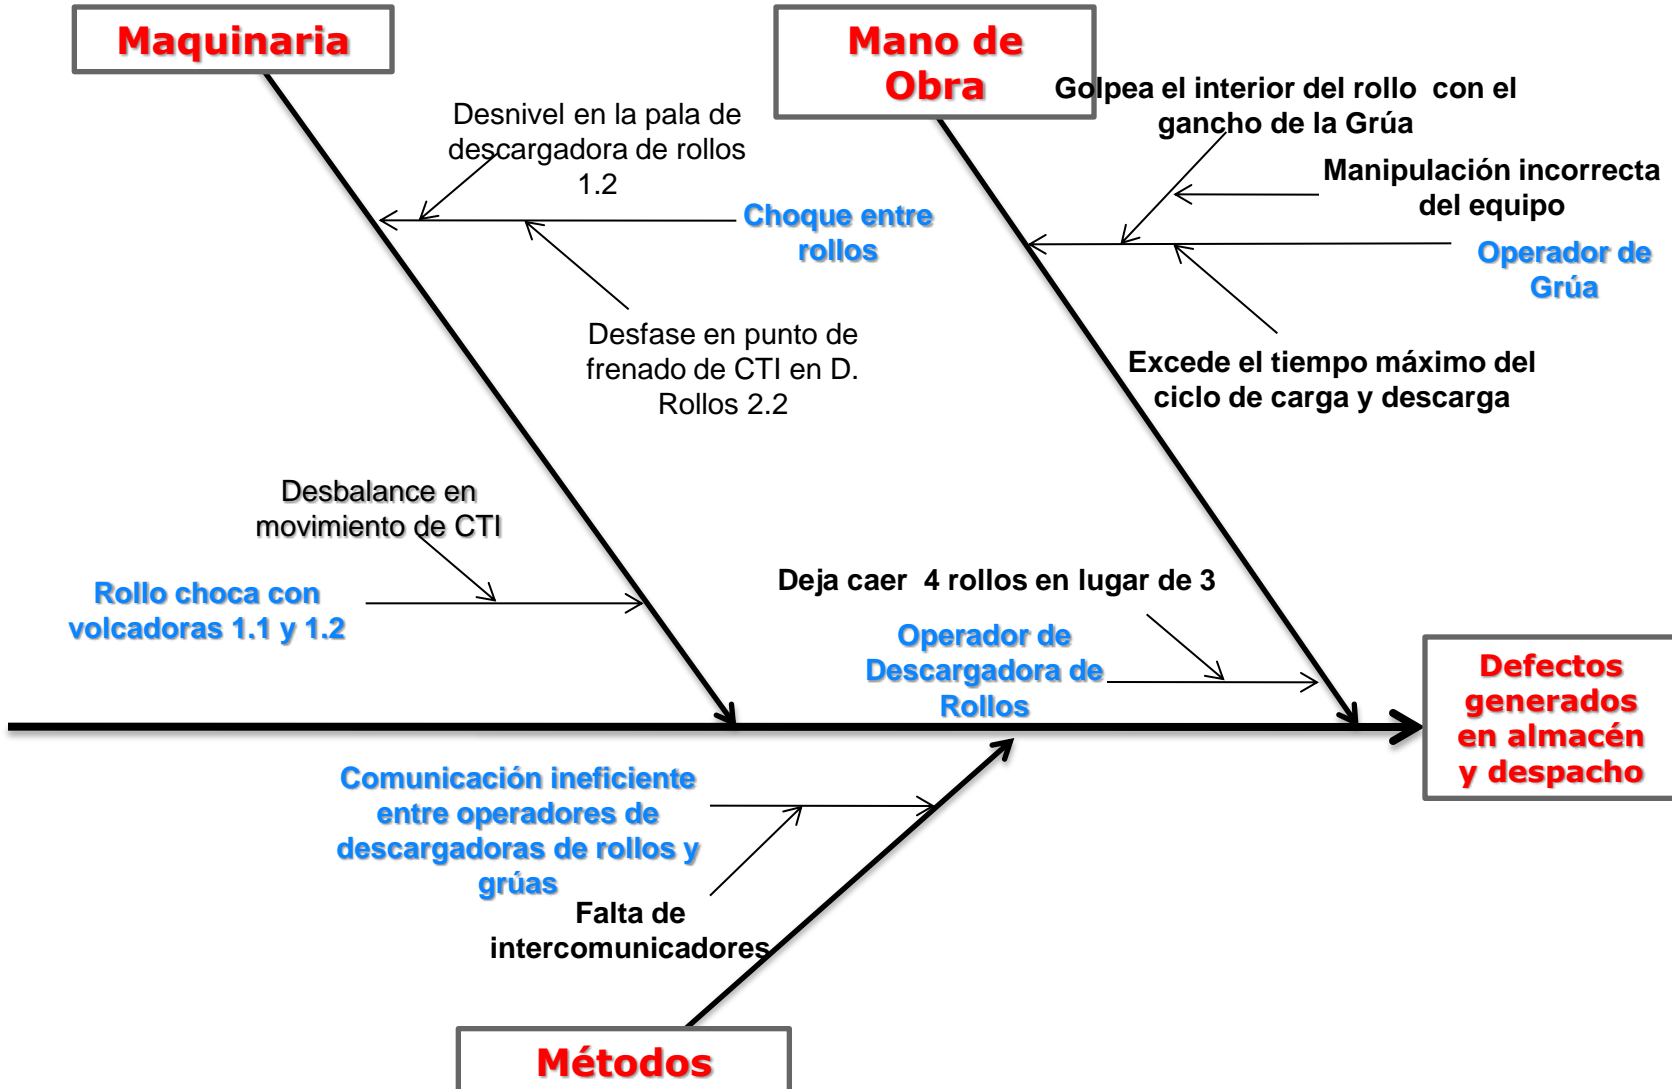 Maquinaria
Mano de
Obra
Desnivel en la pala de
descargadora de rollos
1.2
Choque entre
rollos
Desfase en punto de
frenado de CTI en D.
Rollos 2.2
Golpea el interior del rollo con el
gancho de la Grúa
Manipulación incorrecta
del equipo
Operador de
Grúa
Excede el tiempo máximo del
ciclo de carga y descarga
Desbalance en
movimiento de CTI
Rollo choca con
volcadoras 1.1 y 1.2
Deja caer 4 rollos en lugar de 3
Operador de
Descargadora de
Rollos
Defectos
generados
en almacén
y despacho
Comunicación ineficiente
entre operadores de
descargadoras de rollos y
grúas
Falta de
intercomunicadores
Métodos